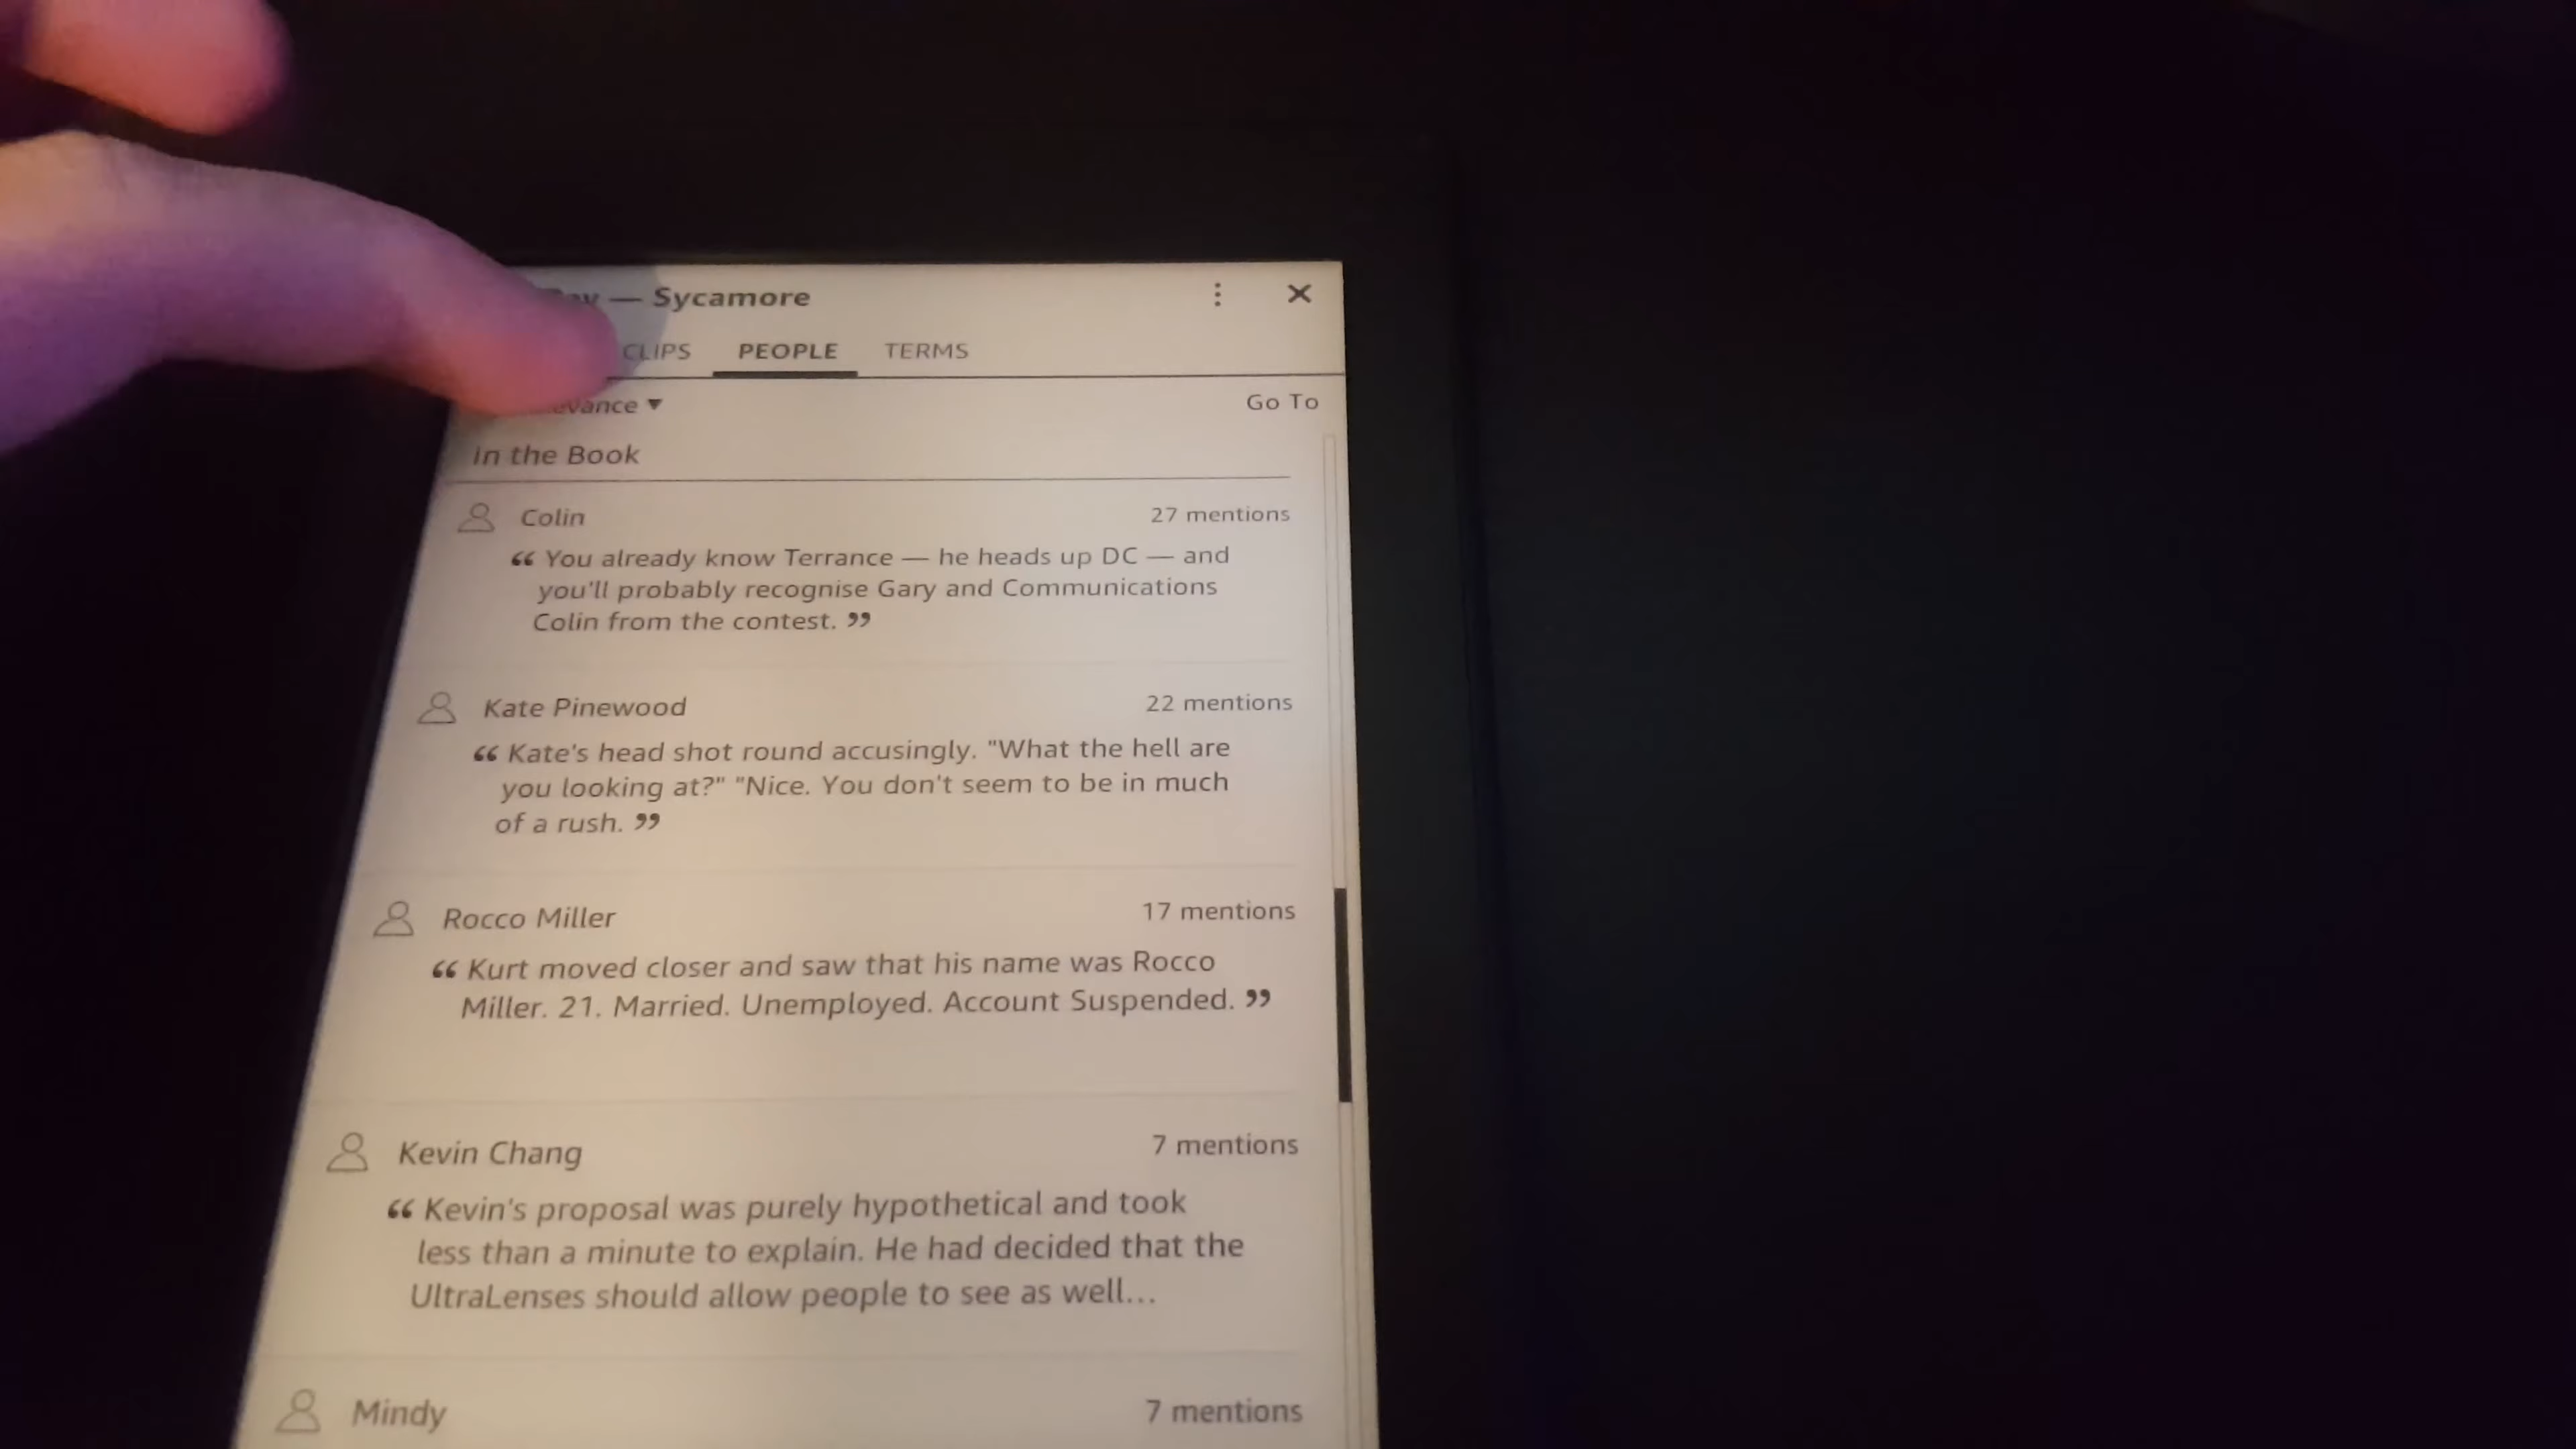 — Sycamore
CLIPS PEOPLE TERMS
Go To
In the Book
Colin 27 mentions
“ You already know Terrance — he heads up DC — and
you'll probably recognise Gary and Communications
Colin from the contest. ”
Kate Pinewood 22 mentions
“ Kate's head shot round accusingly. "What the hell are
you looking at?" "Nice. You don't seem to be in much
of a rush. ”
Rocco Miller 17 mentions
“ Kurt moved closer and saw that his name was Rocco
Miller. 21. Married. Unemployed. Account Suspended. ”
Kevin Chang 7 mentions
“ Kevin's proposal was purely hypothetical and took
less than a minute to explain. He had decided that the
UltraLenses should allow people to see as well...
Mindy 7 mentions